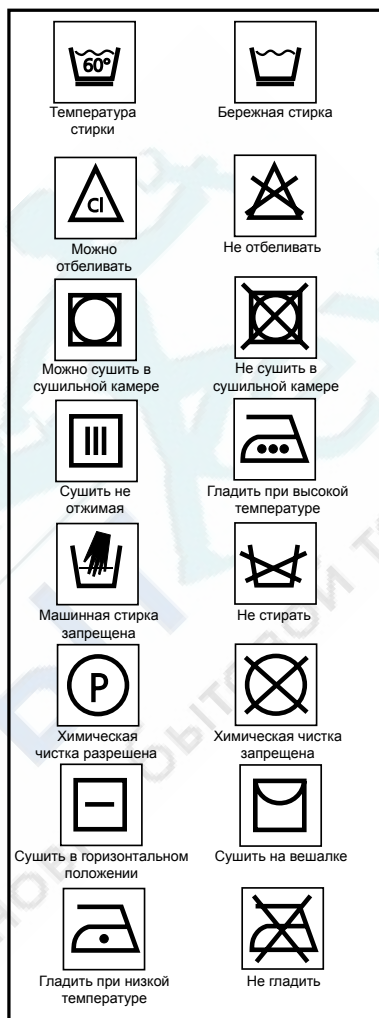 60°
Температура
стирки
Бережная стирка
Cl
Можно
отбеливать
Не отбеливать
Можно сушить в
сушильной камере
Не сушить в
сушильной камере
Сушить не
отжимая
Гладить при высокой
температуре
Машинная стирка
запрещена
Не стирать
P
Химическая
чистка разрешена
Химическая чистка
запрещена
Сушить в горизонтальном
положении
Сушить на вешалке
Гладить при низкой
температуре
Не гладить